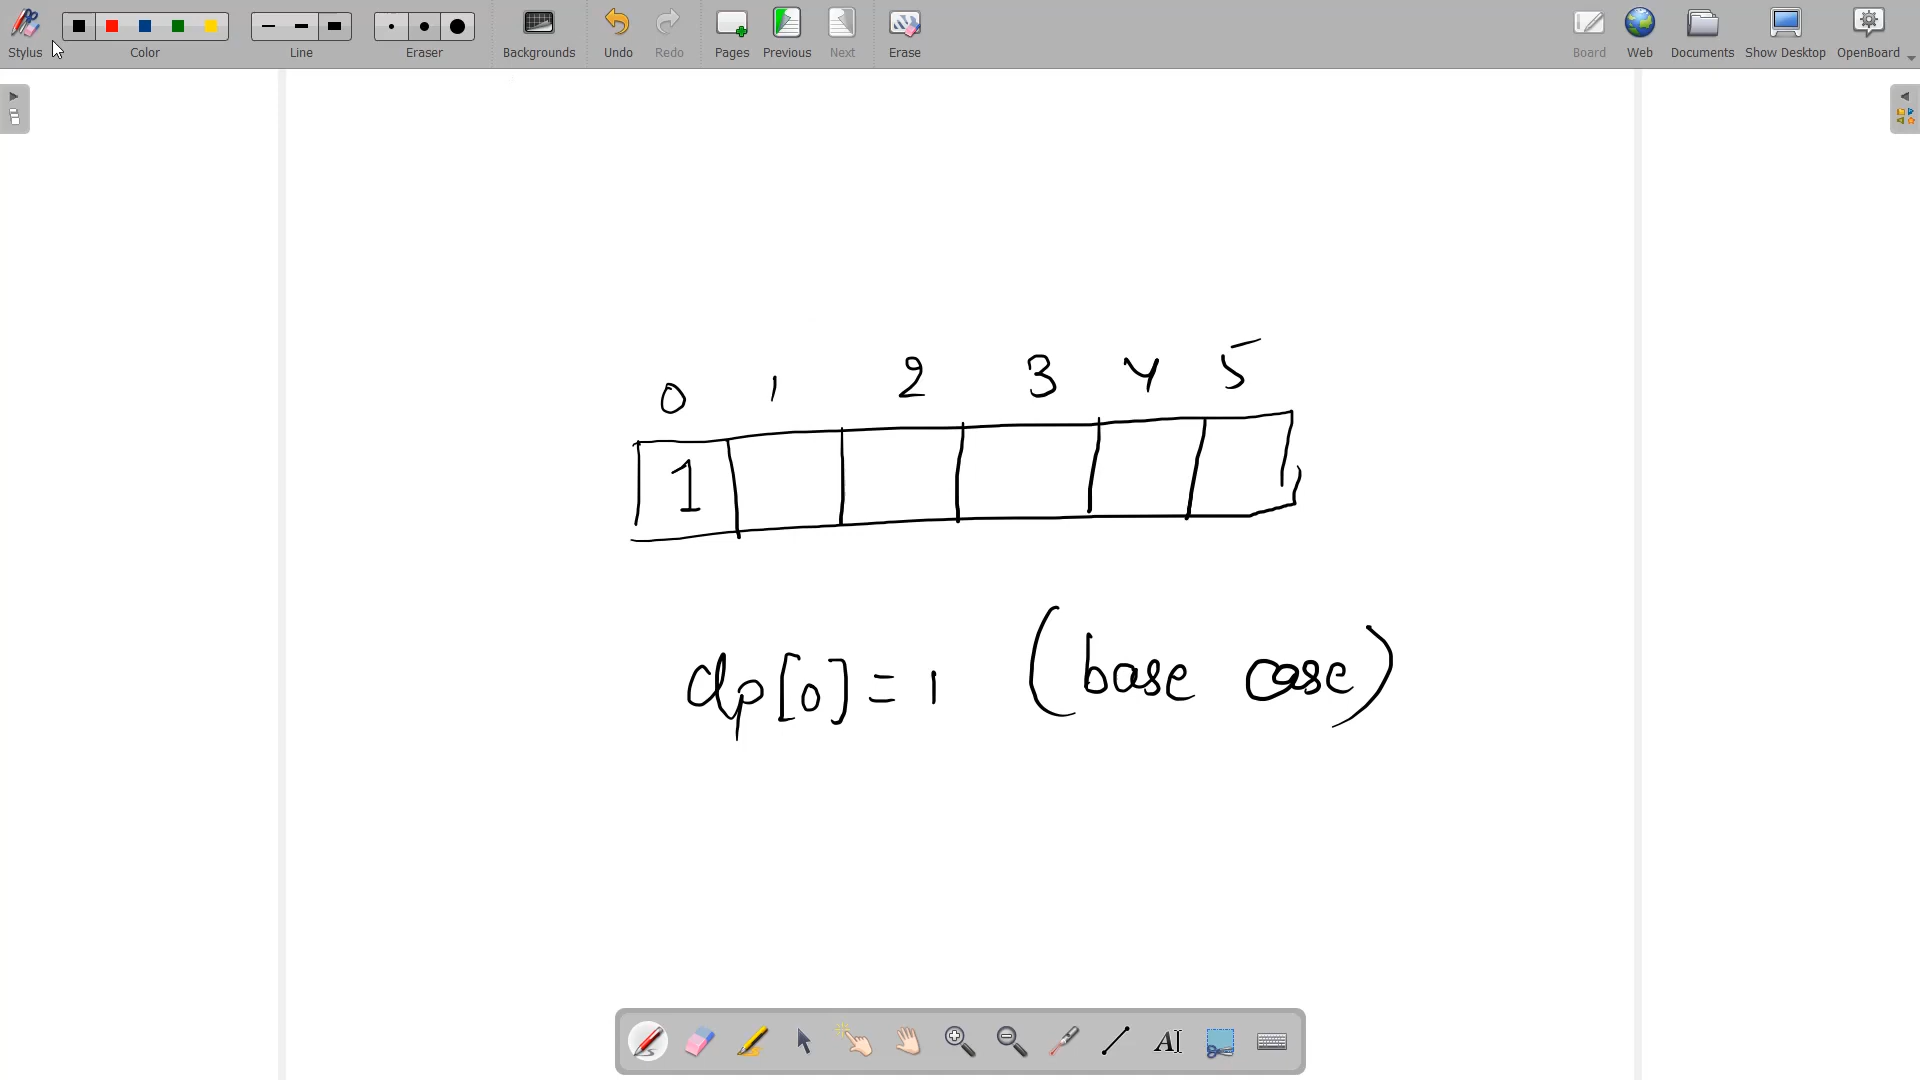 Stylus Color Line Eraser Backgrounds Undo Redo Pages Previous Next Erase Board Web Documents Show Desktop OpenBoard
0 1 2 3 4 5
1
dp[0] = 1 (base case)
AI